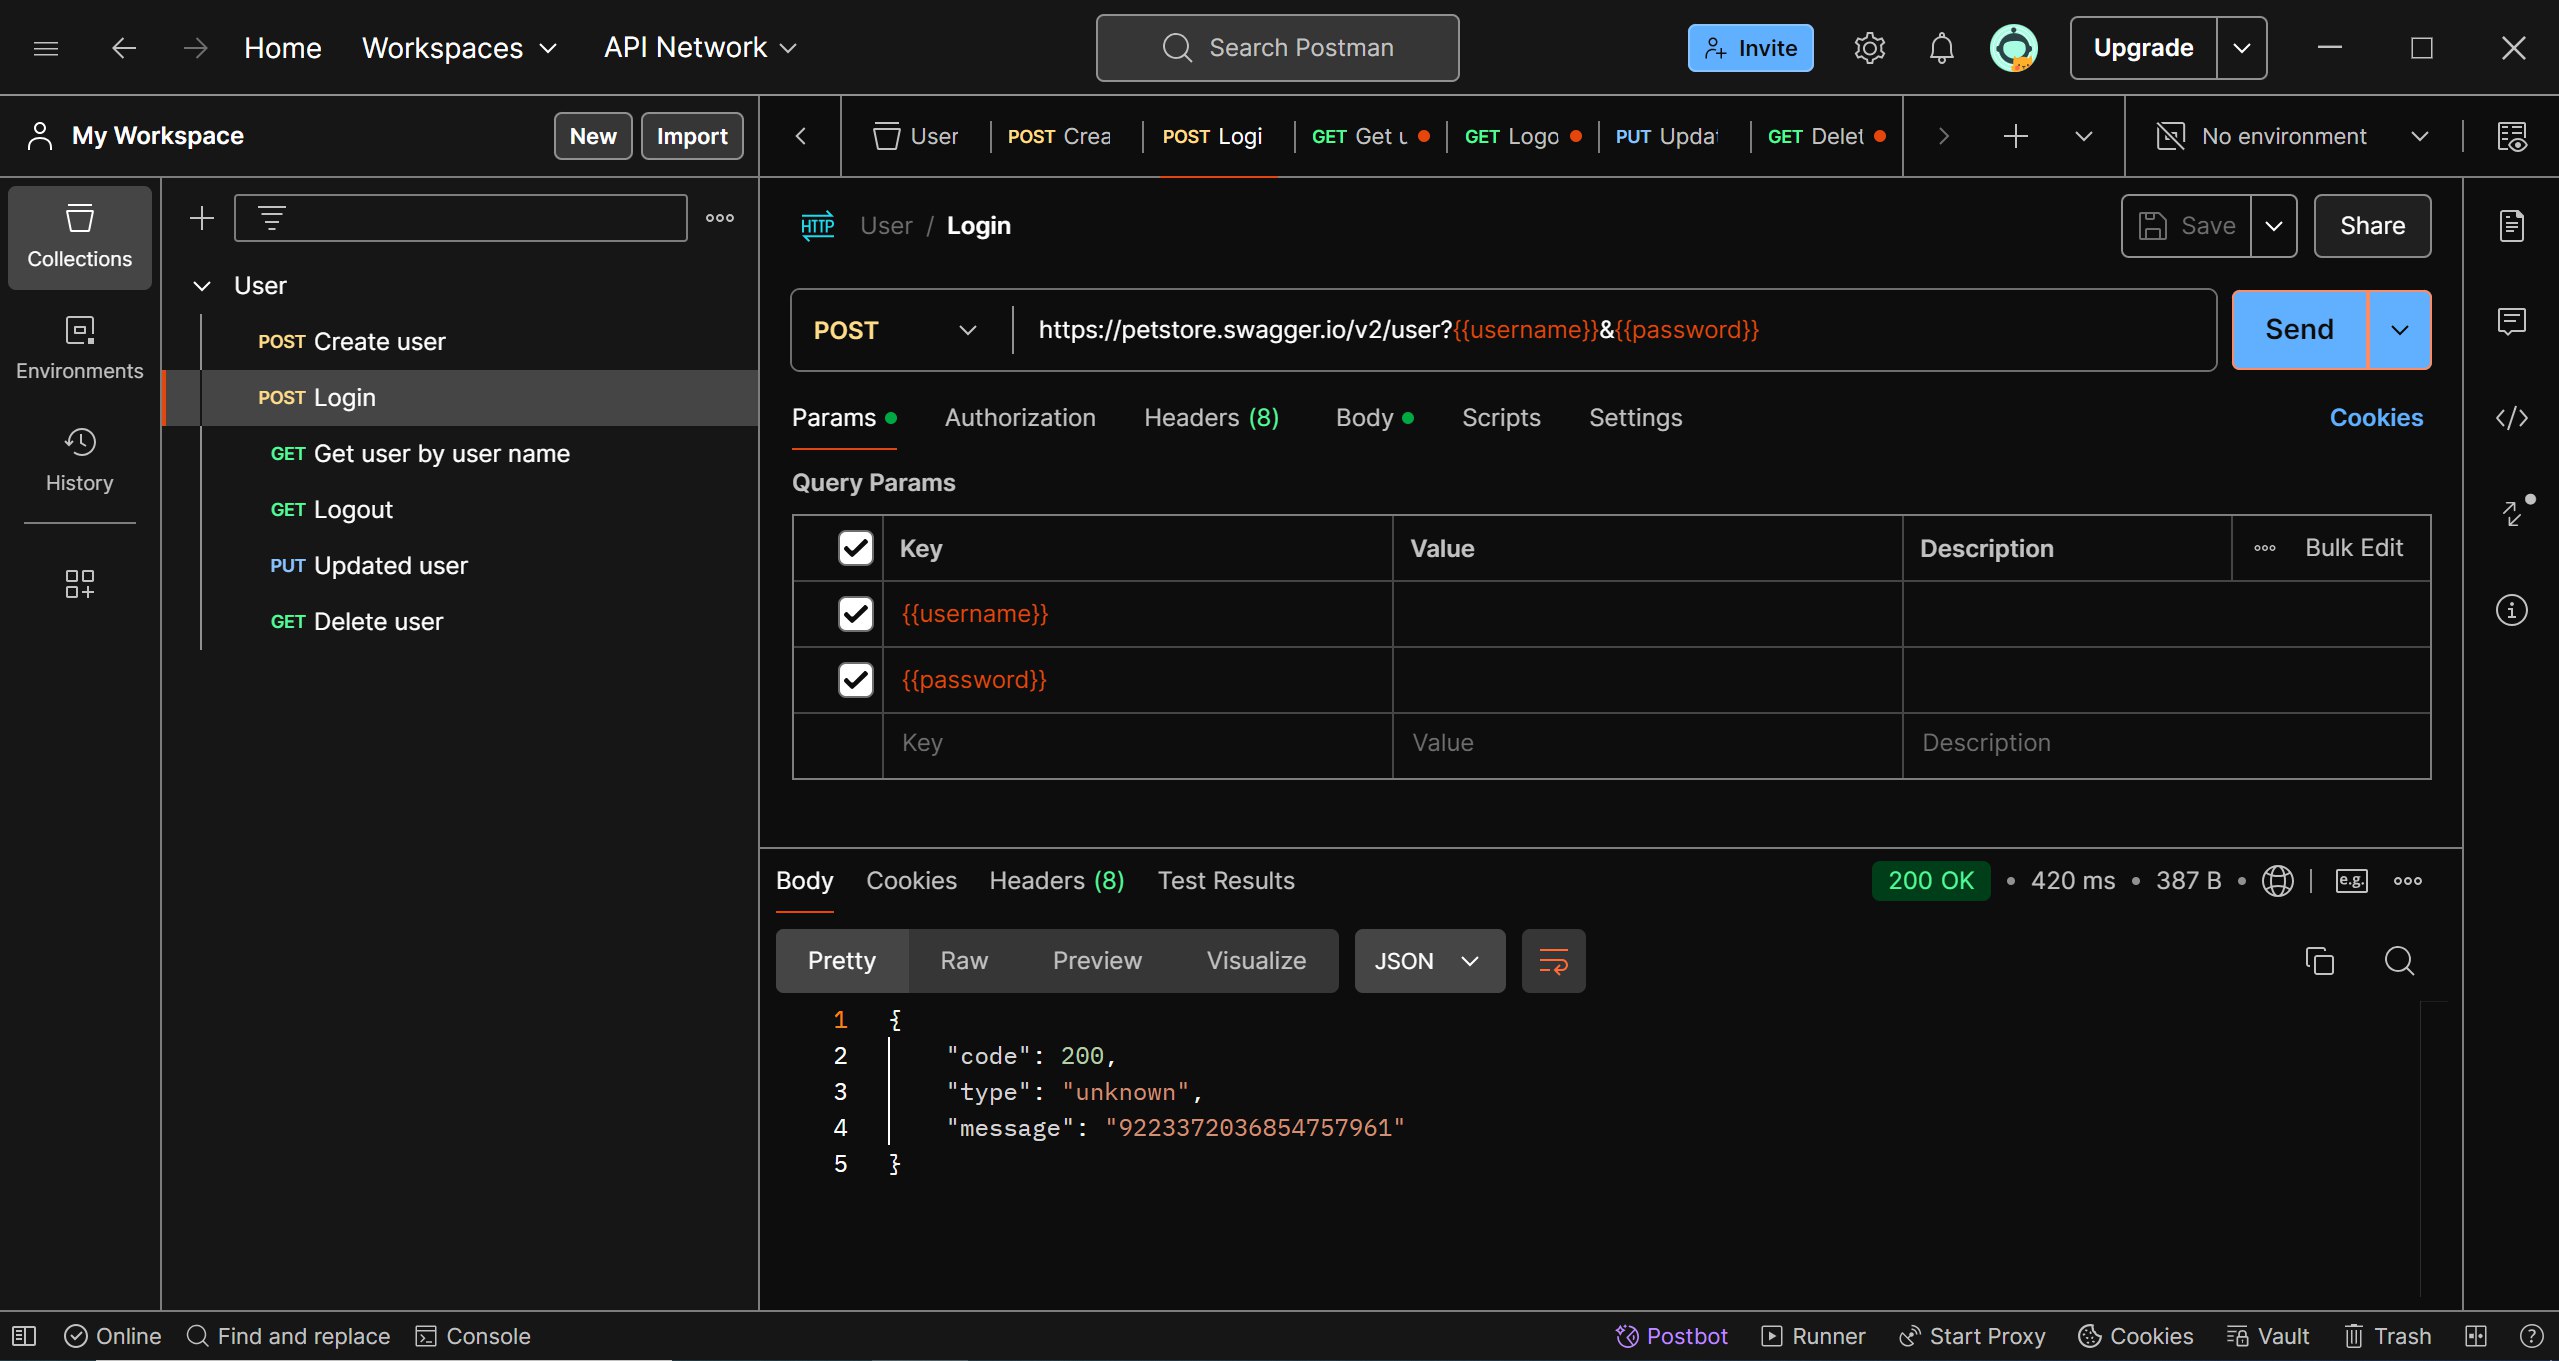 Home Workspaces API Network Search Postman Invite Upgrade
My Workspace New Import User POST Crea POST Logi GET Get u GET Logo PUT Updat GET Delet No environment
Collections
Environments
History
User
POST Create user
POST Login
GET Get user by user name
GET Logout
PUT Updated user
GET Delete user
HTTP User / Login Save Share
POST https://petstore.swagger.io/v2/user?{{username}}&{{password}} Send
Params Authorization Headers (8) Body Scripts Settings Cookies
Query Params
Key Value Description Bulk Edit
{{username}}
{{password}}
Key Value Description
Body Cookies Headers (8) Test Results 200 OK • 420 ms • 387 B • e.g.
Pretty Raw Preview Visualize JSON
1 {
2 "code": 200,
3 "type": "unknown",
4 "message": "9223372036854757961"
5 }
Online Find and replace Console Postbot Runner Start Proxy Cookies Vault Trash